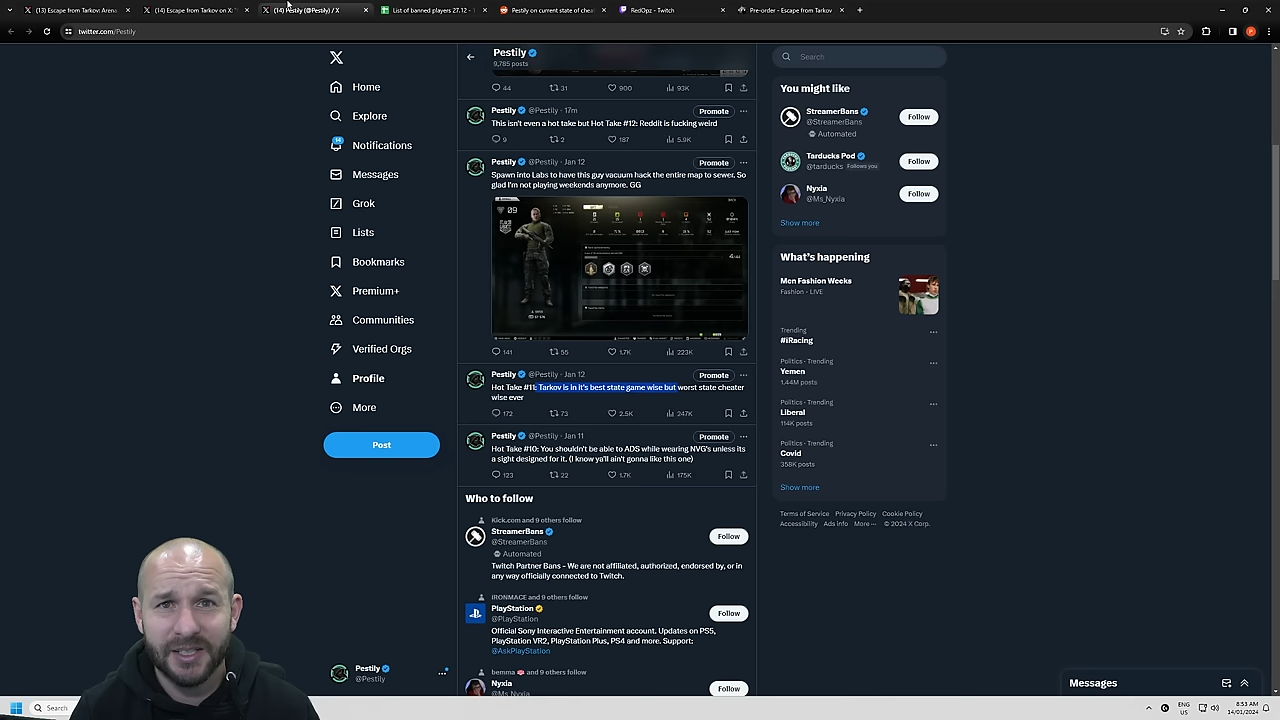 (13) Escape from Tarkov: Arena
(14) Escape from Tarkov on X: "
(14) Pestily (@Pestily) / X
List of banned players 27.12 -
Pestily on current state of chea
RedOpz - Twitch
Pre-order - Escape from Tarkov
twitter.com/Pestily
Home
Explore
14
Notifications
Messages
Grok
Lists
Bookmarks
Premium+
Communities
Verified Orgs
Profile
More
Post
Pestily
@Pestily
Pestily
9,785 posts
44
31
900
93K
Pestily @Pestily · 17m
Promote
This isn't even a hot take but Hot Take #12: Reddit is fucking weird
9
2
187
5.9K
Pestily @Pestily · Jan 12
Promote
Spawn into Labs to have this guy vacuum hack the entire map to sewer. So
glad I'm not playing weekends anymore. GG
09
141
55
1.7K
223K
Pestily @Pestily · Jan 12
Promote
Hot Take #11: Tarkov is in it's best state game wise but worst state cheater
wise ever
172
73
2.5K
247K
Pestily @Pestily · Jan 11
Promote
Hot Take #10: You shouldn't be able to ADS while wearing NVG's unless its
a sight designed for it. (I know ya'll ain't gonna like this one)
123
22
1.7K
175K
Who to follow
Kick.com and 9 others follow
StreamerBans
@StreamerBans
Automated
Follow
Twitch Partner Bans - We are not affiliated, authorized, endorsed by, or in
any way officially connected to Twitch.
IRONMACE and 9 others follow
PlayStation
@PlayStation
Follow
Official Sony Interactive Entertainment account. Updates on PS5,
PlayStation VR2, PlayStation Plus, PS4 and more. Support:
@AskPlayStation
bemma and 9 others follow
Nyxia
@Ms_Nyxia
Follow
Search
You might like
StreamerBans
@StreamerBans
Automated
Follow
Tarducks Pod
@tarducks Follows you
Follow
Nyxia
@Ms_Nyxia
Follow
Show more
What's happening
Men Fashion Weeks
Fashion · LIVE
Trending
#iRacing
Politics · Trending
Yemen
1.44M posts
Politics · Trending
Liberal
114K posts
Politics · Trending
Covid
358K posts
Show more
Terms of Service Privacy Policy Cookie Policy
Accessibility Ads info More ··· © 2024 X Corp.
Messages
Search
ENG
US
8:53 AM
14/01/2024